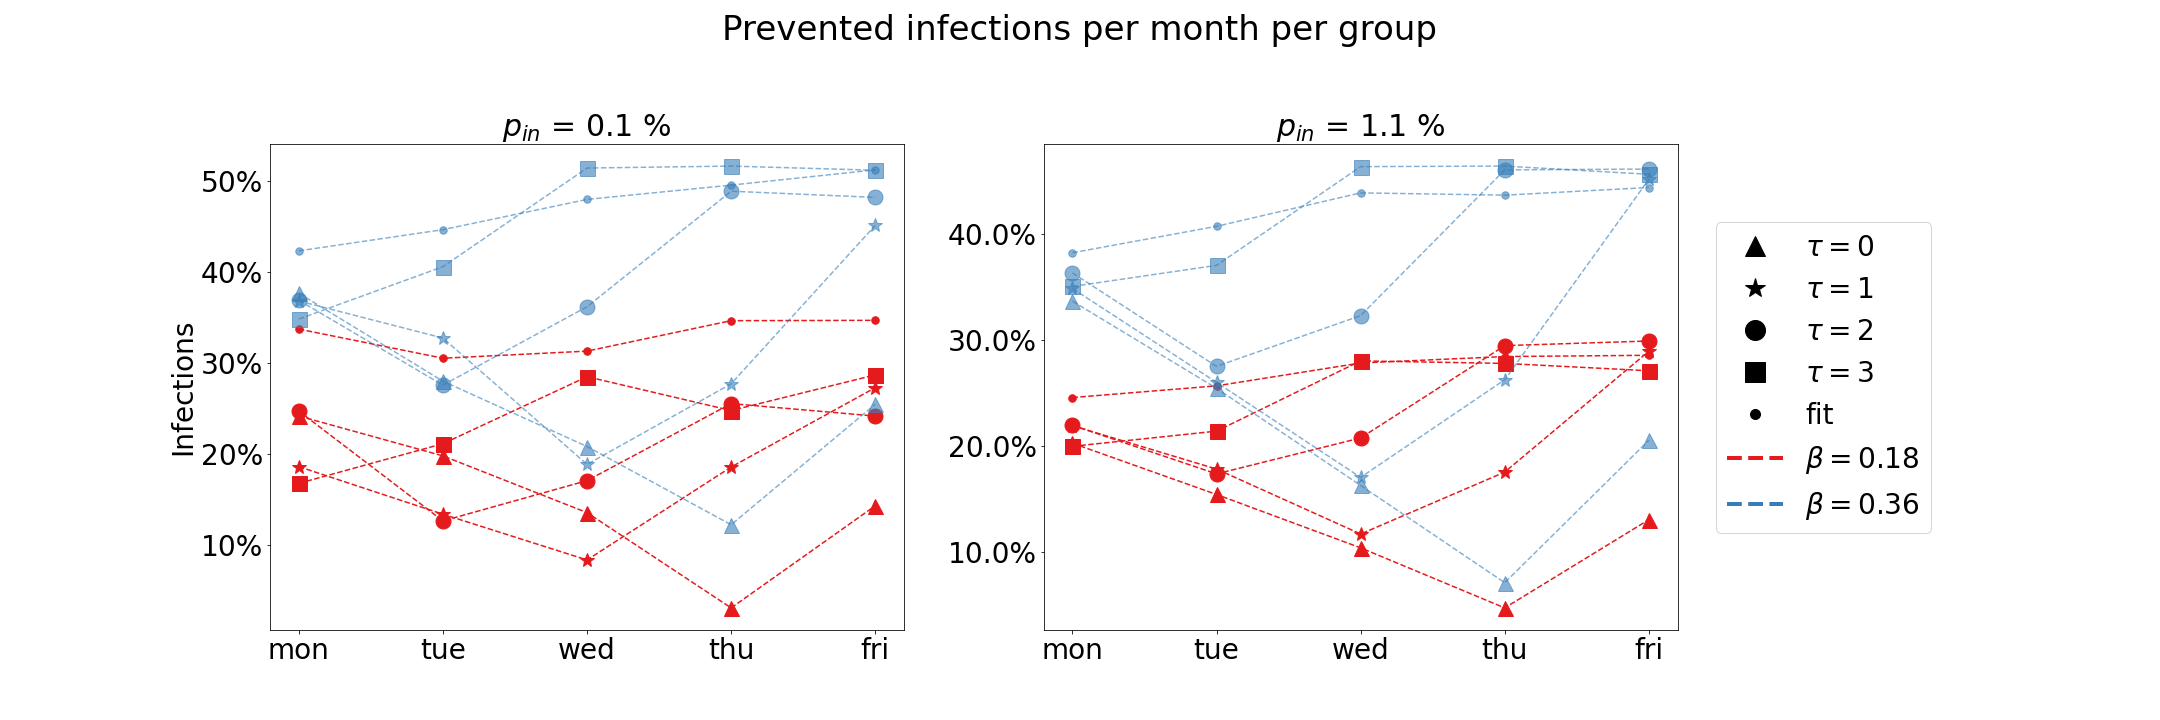 Prevented infections per month per group
p_in = 0.1 %
p_in = 1.1 %
Infections
50%
40%
30%
20%
10%
mon tue wed thu fri
40.0%
30.0%
20.0%
10.0%
mon tue wed thu fri
τ = 0
τ = 1
τ = 2
τ = 3
fit
β = 0.18
β = 0.36